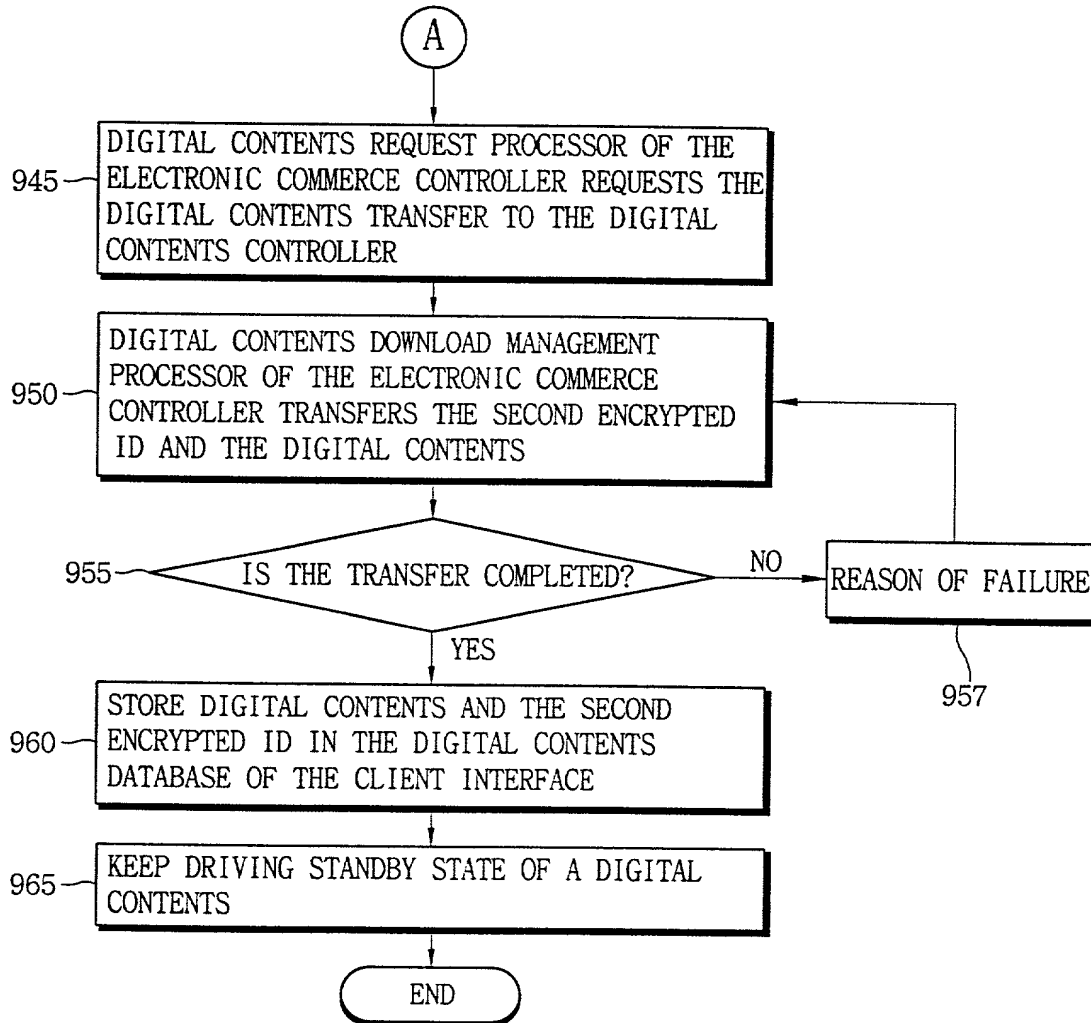 A
945
DIGITAL CONTENTS REQUEST PROCESSOR OF THE
ELECTRONIC COMMERCE CONTROLLER REQUESTS THE
DIGITAL CONTENTS TRANSFER TO THE DIGITAL
CONTENTS CONTROLLER
950
DIGITAL CONTENTS DOWNLOAD MANAGEMENT
PROCESSOR OF THE ELECTRONIC COMMERCE
CONTROLLER TRANSFERS THE SECOND ENCRYPTED
ID AND THE DIGITAL CONTENTS
955
IS THE TRANSFER COMPLETED?
NO
REASON OF FAILURE
957
YES
960
STORE DIGITAL CONTENTS AND THE SECOND
ENCRYPTED ID IN THE DIGITAL CONTENTS
DATABASE OF THE CLIENT INTERFACE
965
KEEP DRIVING STANDBY STATE OF A DIGITAL
CONTENTS
END